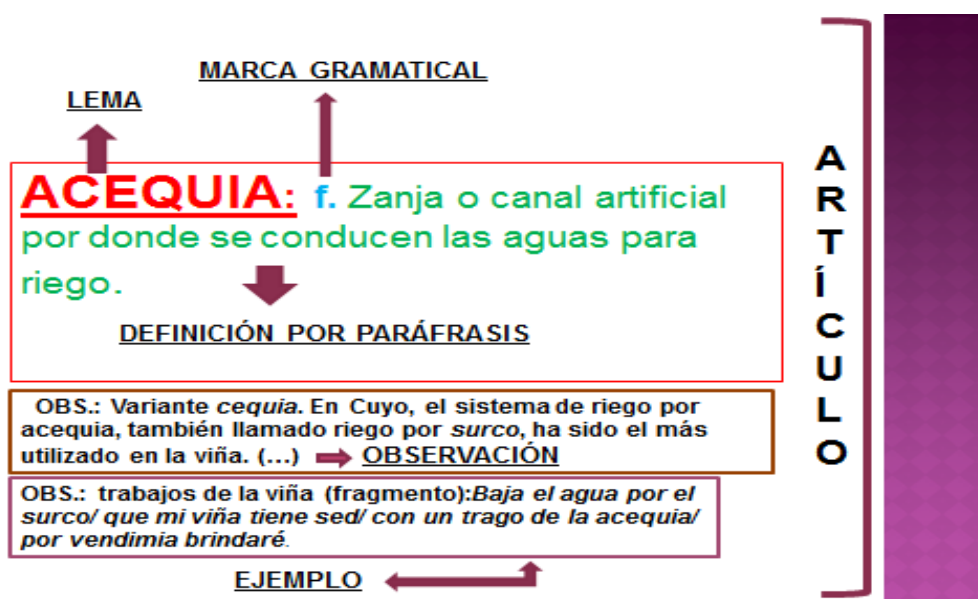 MARCA GRAMATICAL
LEMA
ACEQUIA: f. Zanja o canal artificial
por donde se conducen las aguas para
riego.
DEFINICIÓN POR PARÁFRASIS
OBS.: Variante cequia. En Cuyo, el sistema de riego por
acequia, también llamado riego por surco, ha sido el más
utilizado en la viña. (...) OBSERVACIÓN
OBS.: trabajos de la viña (fragmento):Baja el agua por el
surco/ que mi viña tiene sed/ con un trago de la acequia/
por vendimia brindaré.
EJEMPLO
ARTÍCULO